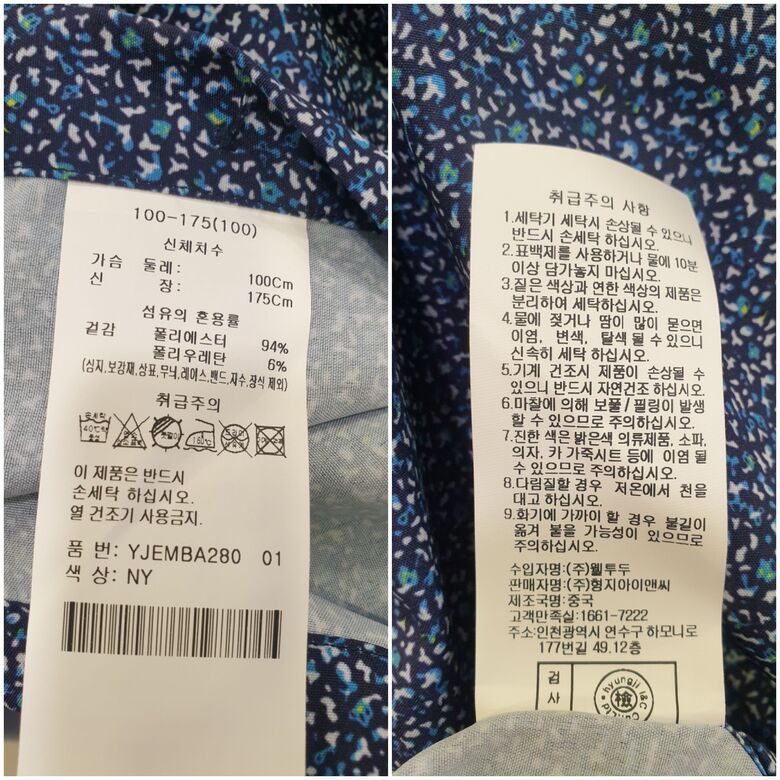 100-175(100)
신체치수
가슴 둘레: 100Cm
신 장: 175Cm
섬유의 혼용률
겉감 폴리에스터 94%
폴리우레탄 6%
(심지,보강재,상표,무늬,레이스,밴드,자수,장식 제외)
취급주의
손세탁
40℃약
중성
160℃
이 제품은 반드시
손세탁 하십시오.
열 건조기 사용금지.
품 번: YJEMBA280 01
색 상: NY
취급주의 사항
1.세탁기 세탁시 손상될 수 있으니
반드시 손세탁 하십시오.
2.표백제를 사용하거나 물에 10분
이상 담가놓지 마십시오.
3.짙은 색상과 연한 색상의 제품은
분리하여 세탁하십시오.
4.물에 젖거나 땀이 많이 묻으면
이염, 변색, 탈색 될 수 있으니
신속히 세탁 하십시오.
5.기계 건조시 제품이 손상될 수
있으니 반드시 자연건조 하십시오.
6.마찰에 의해 보풀/필링이 발생
할 수 있으므로 주의하십시오.
7.진한 색은 밝은색 의류제품, 소파,
의자, 카 가죽시트 등에 이염 될
수 있으므로 주의하십시오.
8.다림질할 경우 저온에서 천을
대고 하십시오.
9.화기에 가까이 할 경우 불길이
옮겨 붙을 가능성이 있으므로
주의하십시오.
수입자명:(주)웰투두
판매자명:(주)형지아이앤씨
제조국명:중국
고객만족실:1661-7222
주소:인천광역시 연수구 하모니로
177번길 49.12층
검사
hyungji I&C
檢